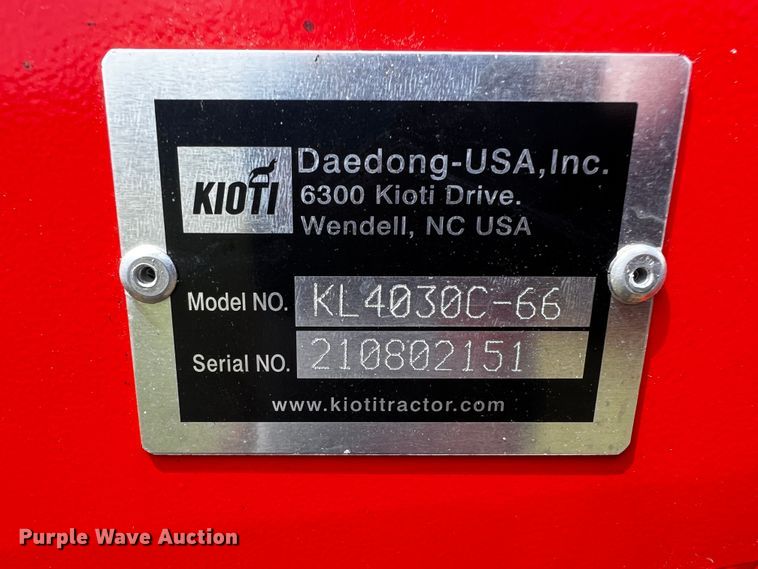 KIOTI
Daedong-USA, Inc.
6300 Kioti Drive.
Wendell, NC USA
Model NO. KL4030C-66
Serial NO. 210802151
www.kiotitractor.com
Purple Wave Auction